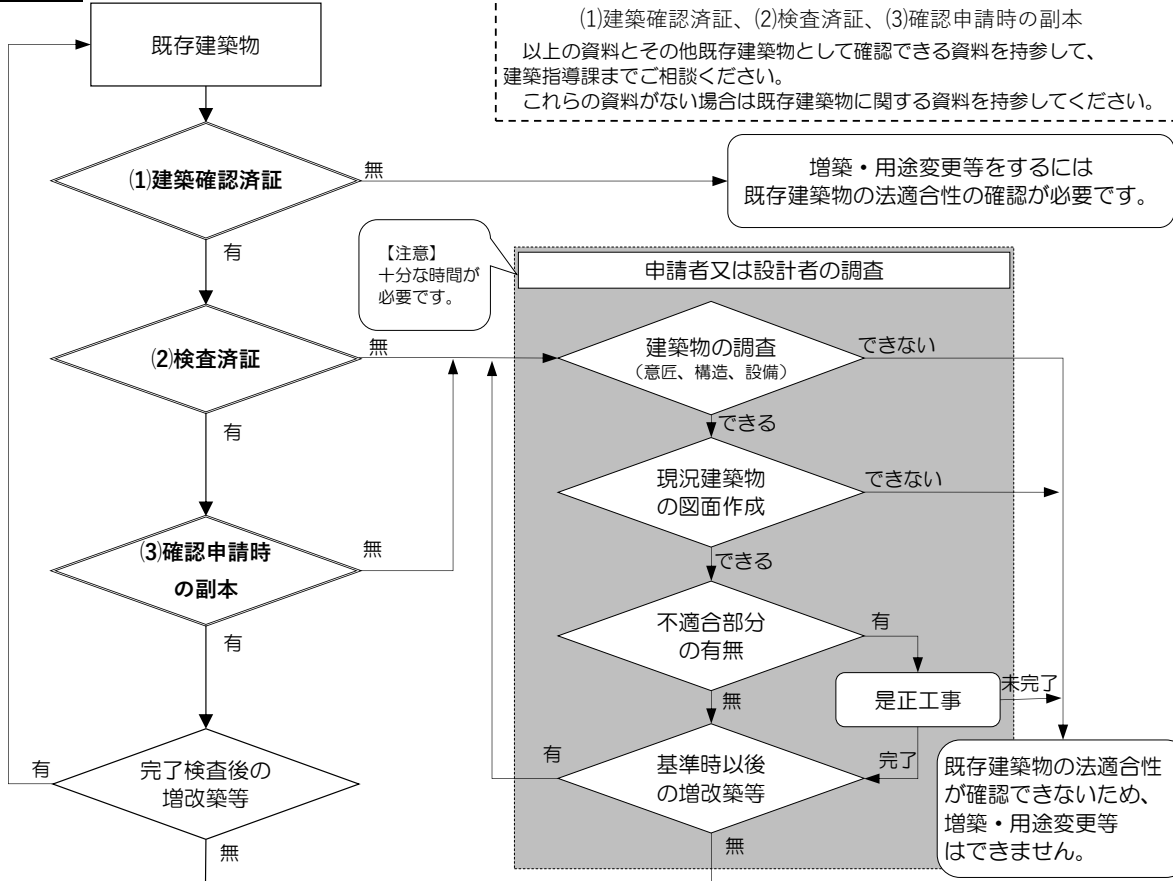 (1)建築確認済証、(2)検査済証、(3)確認申請時の副本
以上の資料とその他既存建築物として確認できる資料を持参して、
建築指導課までご相談ください。
これらの資料がない場合は既存建築物に関する資料を持参してください。
既存建築物
(1)建築確認済証
無
増築・用途変更等をするには
既存建築物の法適合性の確認が必要です。
有
【注意】
十分な時間が
必要です。
申請者又は設計者の調査
(2)検査済証
無
建築物の調査
（意匠、構造、設備）
できない
有
できる
現況建築物
の図面作成
できない
(3)確認申請時
の副本
無
できる
有
不適合部分
の有無
有
是正工事
未完了
無
完了
完了検査後の
増改築等
有
無
基準時以後
の増改築等
有
無
既存建築物の法適合性
が確認できないため、
増築・用途変更等
はできません。